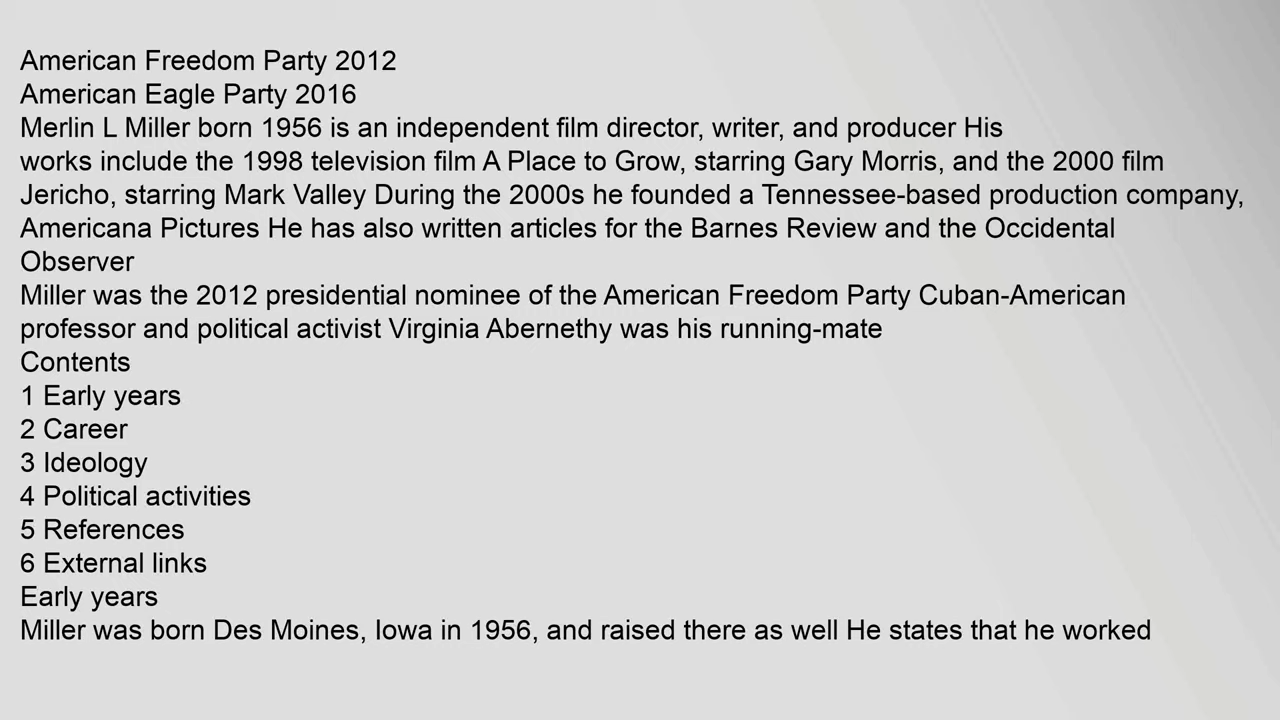 American Freedom Party 2012
American Eagle Party 2016
Merlin L Miller born 1956 is an independent film director, writer, and producer His
works include the 1998 television film A Place to Grow, starring Gary Morris, and the 2000 film
Jericho, starring Mark Valley During the 2000s he founded a Tennessee-based production company,
Americana Pictures He has also written articles for the Barnes Review and the Occidental
Observer
Miller was the 2012 presidential nominee of the American Freedom Party Cuban-American
professor and political activist Virginia Abernethy was his running-mate
Contents
1 Early years
2 Career
3 Ideology
4 Political activities
5 References
6 External links
Early years
Miller was born Des Moines, Iowa in 1956, and raised there as well He states that he worked